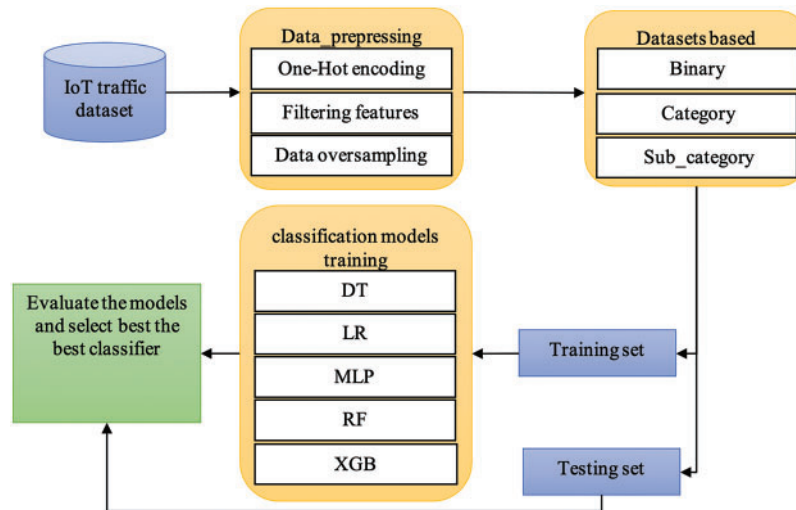 IoT traffic
dataset
Data_prepressing
One-Hot encoding
Filtering features
Data oversampling
Datasets based
Binary
Category
Sub_category
classification models
training
DT
LR
MLP
RF
XGB
Training set
Testing set
Evaluate the models
and select best the
best classifier